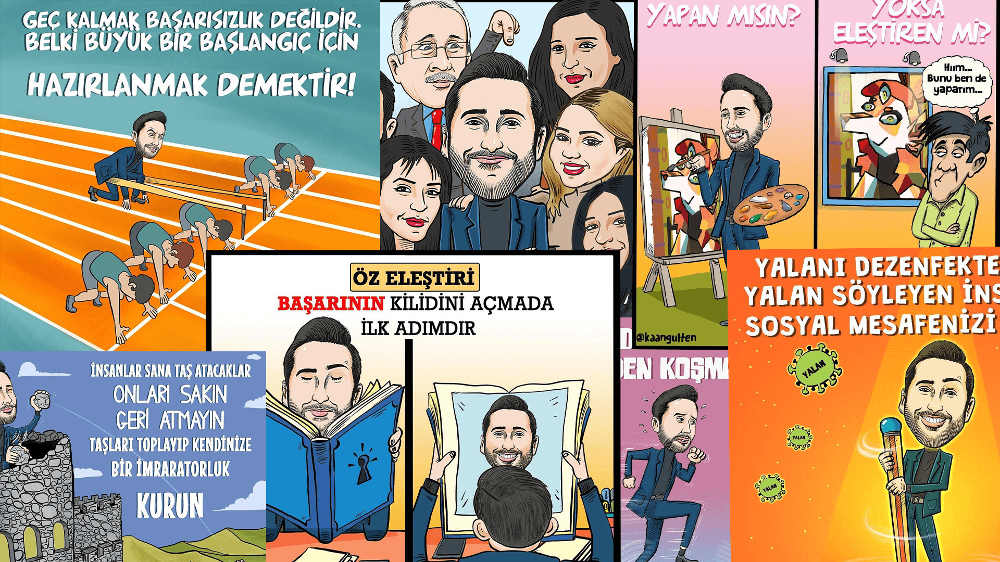 GEÇ KALMAK BAŞARISIZLIK DEĞİLDİR.
BELKİ BÜYÜK BİR BAŞLANGIÇ İÇİN
HAZIRLANMAK DEMEKTİR!
YAPAN MISIN?
YOKSA
ELEŞTİREN Mİ?
Hıım...
Bunu ben de
yaparım...
@kaangulten
ÖZ ELEŞTİRİ
BAŞARININ KİLİDİNİ AÇMADA
İLK ADIMDIR
İNSANLAR SANA TAŞ ATACAKLAR
ONLARI SAKIN
GERİ ATMAYIN
TAŞLARI TOPLAYIP KENDİNİZE
BİR İMRARATORLUK
KURUN
D
DEN KOŞM
YALANI DEZENFEKTE
YALAN SÖYLEYEN İNS
SOSYAL MESAFENİZİ
YALAN
YALAN
YALAN